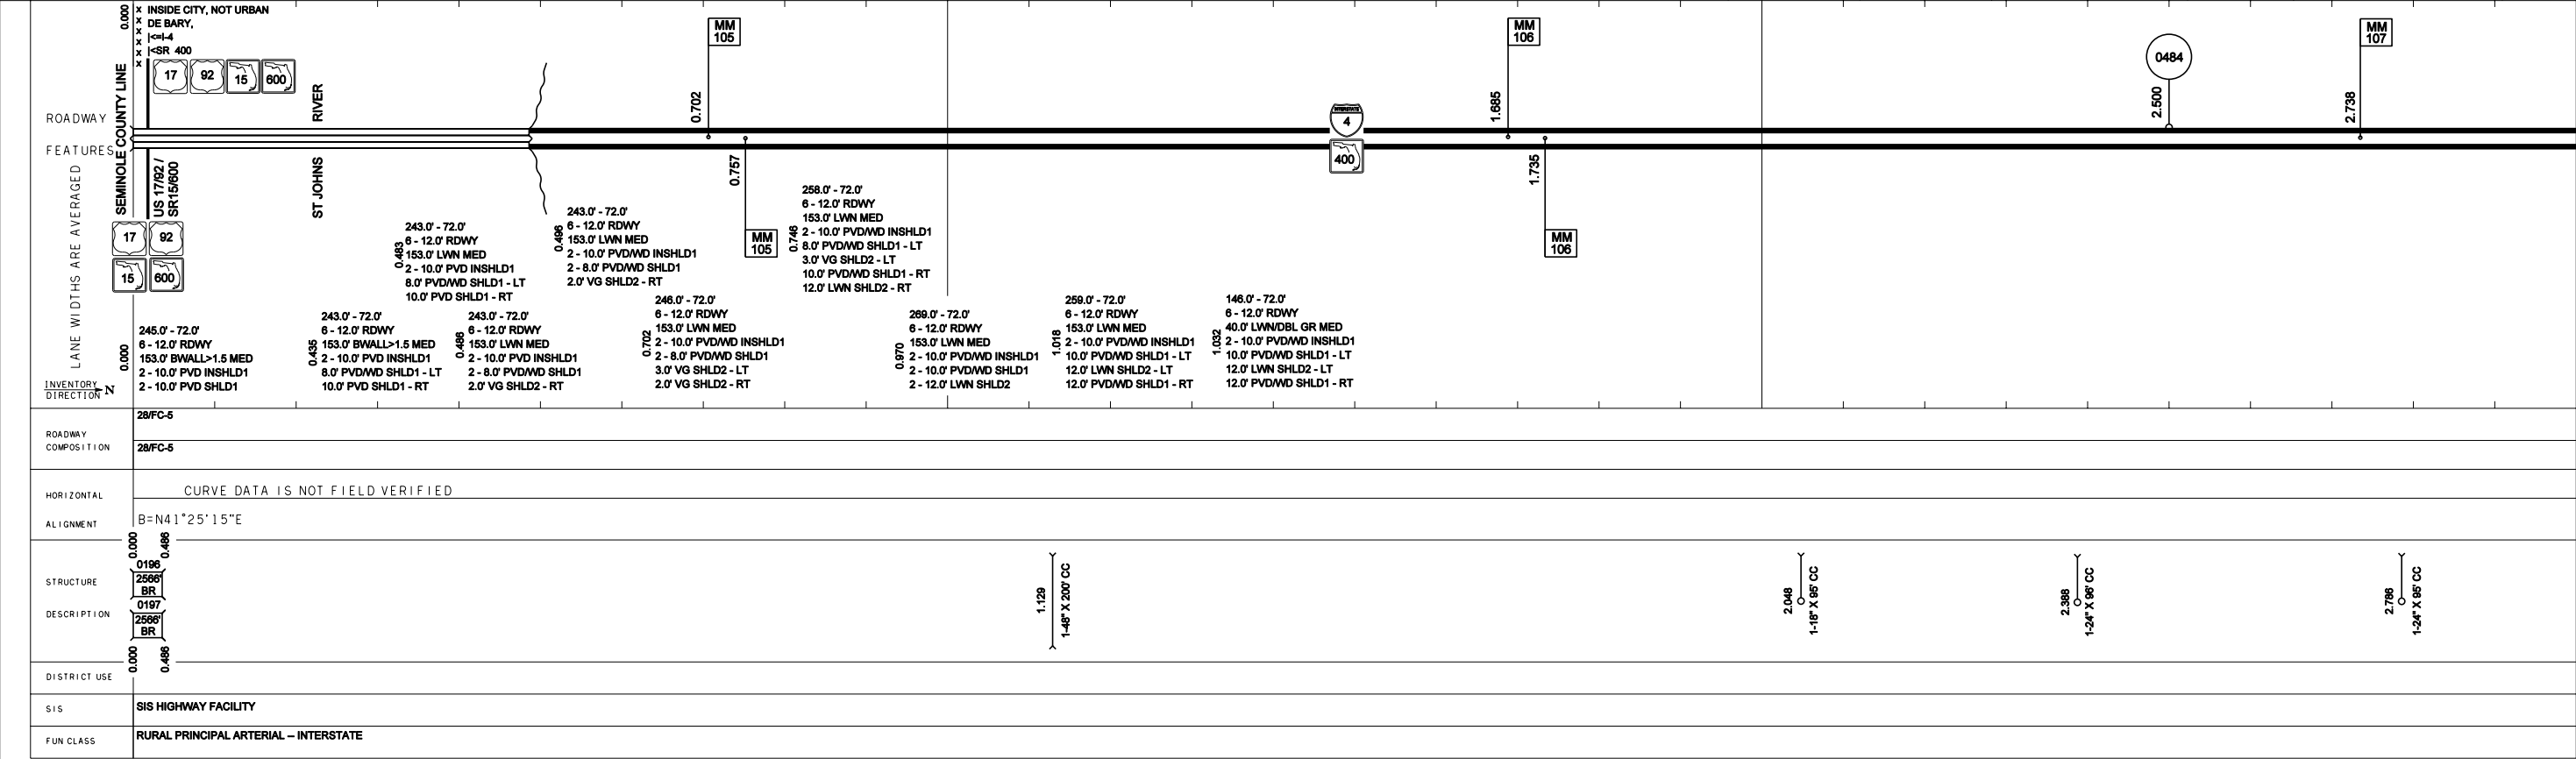 0.000
INSIDE CITY, NOT URBAN
DE BARY,
|<=I-4
|<SR 400
x
x
x
x
x
x
17
92
15
600
SEMINOLE COUNTY LINE
US 17/92 /
SR15/600
17
92
15
600
RIVER
ST JOHNS
ROADWAY
FEATURES
LANE WIDTHS ARE AVERAGED
INVENTORY
DIRECTION
N
MM
105
0.702
0.757
MM
105
INTERSTATE
4
400
MM
106
1.685
1.735
MM
106
0484
2.500
MM
107
2.738
0.000
245.0' - 72.0'
6 - 12.0' RDWY
153.0' BWALL>1.5 MED
2 - 10.0' PVD INSHLD1
2 - 10.0' PVD SHLD1
0.435
243.0' - 72.0'
6 - 12.0' RDWY
153.0' BWALL>1.5 MED
2 - 10.0' PVD INSHLD1
8.0' PVD/WD SHLD1 - LT
10.0' PVD SHLD1 - RT
0.483
243.0' - 72.0'
6 - 12.0' RDWY
153.0' LWN MED
2 - 10.0' PVD INSHLD1
8.0' PVD/WD SHLD1 - LT
10.0' PVD SHLD1 - RT
0.486
243.0' - 72.0'
6 - 12.0' RDWY
153.0' LWN MED
2 - 10.0' PVD INSHLD1
2 - 8.0' PVD/WD SHLD1
2.0' VG SHLD2 - RT
0.496
243.0' - 72.0'
6 - 12.0' RDWY
153.0' LWN MED
2 - 10.0' PVD/WD INSHLD1
2 - 8.0' PVD/WD SHLD1
2.0' VG SHLD2 - RT
0.702
246.0' - 72.0'
6 - 12.0' RDWY
153.0' LWN MED
2 - 10.0' PVD/WD INSHLD1
2 - 8.0' PVD/WD SHLD1
3.0' VG SHLD2 - LT
2.0' VG SHLD2 - RT
0.746
258.0' - 72.0'
6 - 12.0' RDWY
153.0' LWN MED
2 - 10.0' PVD/WD INSHLD1
8.0' PVD/WD SHLD1 - LT
3.0' VG SHLD2 - LT
10.0' PVD/WD SHLD1 - RT
12.0' LWN SHLD2 - RT
0.970
269.0' - 72.0'
6 - 12.0' RDWY
153.0' LWN MED
2 - 10.0' PVD/WD INSHLD1
2 - 10.0' PVD/WD SHLD1
2 - 12.0' LWN SHLD2
1.018
259.0' - 72.0'
6 - 12.0' RDWY
153.0' LWN MED
2 - 10.0' PVD/WD INSHLD1
10.0' PVD/WD SHLD1 - LT
12.0' LWN SHLD2 - LT
12.0' PVD/WD SHLD1 - RT
1.032
146.0' - 72.0'
6 - 12.0' RDWY
40.0' LWN/DBL GR MED
2 - 10.0' PVD/WD INSHLD1
10.0' PVD/WD SHLD1 - LT
12.0' LWN SHLD2 - LT
12.0' PVD/WD SHLD1 - RT
ROADWAY
COMPOSITION
28/FC-5
28/FC-5
HORIZONTAL
ALIGNMENT
CURVE DATA IS NOT FIELD VERIFIED
B=N41°25'15"E
STRUCTURE
DESCRIPTION
0.000
0.486
0196
2566'
BR
0197
2566'
BR
0.000
0.486
1.129
1-48" X 200' CC
2.048
1-18" X 95' CC
2.388
1-24" X 96' CC
2.786
1-24" X 95' CC
DISTRICT USE
SIS
SIS HIGHWAY FACILITY
FUN CLASS
RURAL PRINCIPAL ARTERIAL -- INTERSTATE